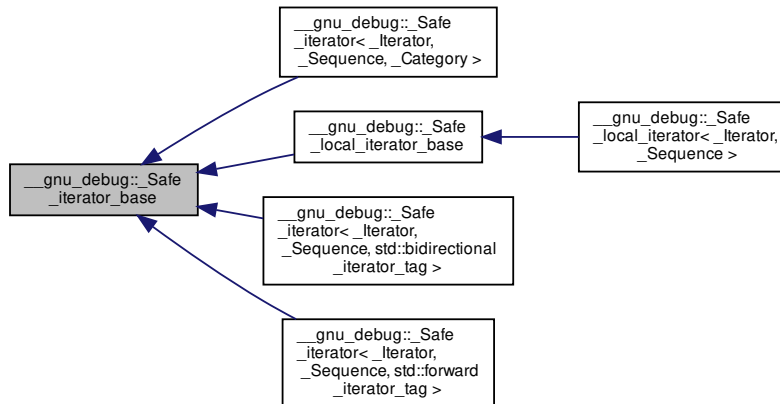 __gnu_debug::_Safe
_iterator< _Iterator,
_Sequence, _Category >
__gnu_debug::_Safe
_local_iterator_base
__gnu_debug::_Safe
_local_iterator< _Iterator,
_Sequence >
__gnu_debug::_Safe
_iterator_base
__gnu_debug::_Safe
_iterator< _Iterator,
_Sequence, std::bidirectional
_iterator_tag >
__gnu_debug::_Safe
_iterator< _Iterator,
_Sequence, std::forward
_iterator_tag >